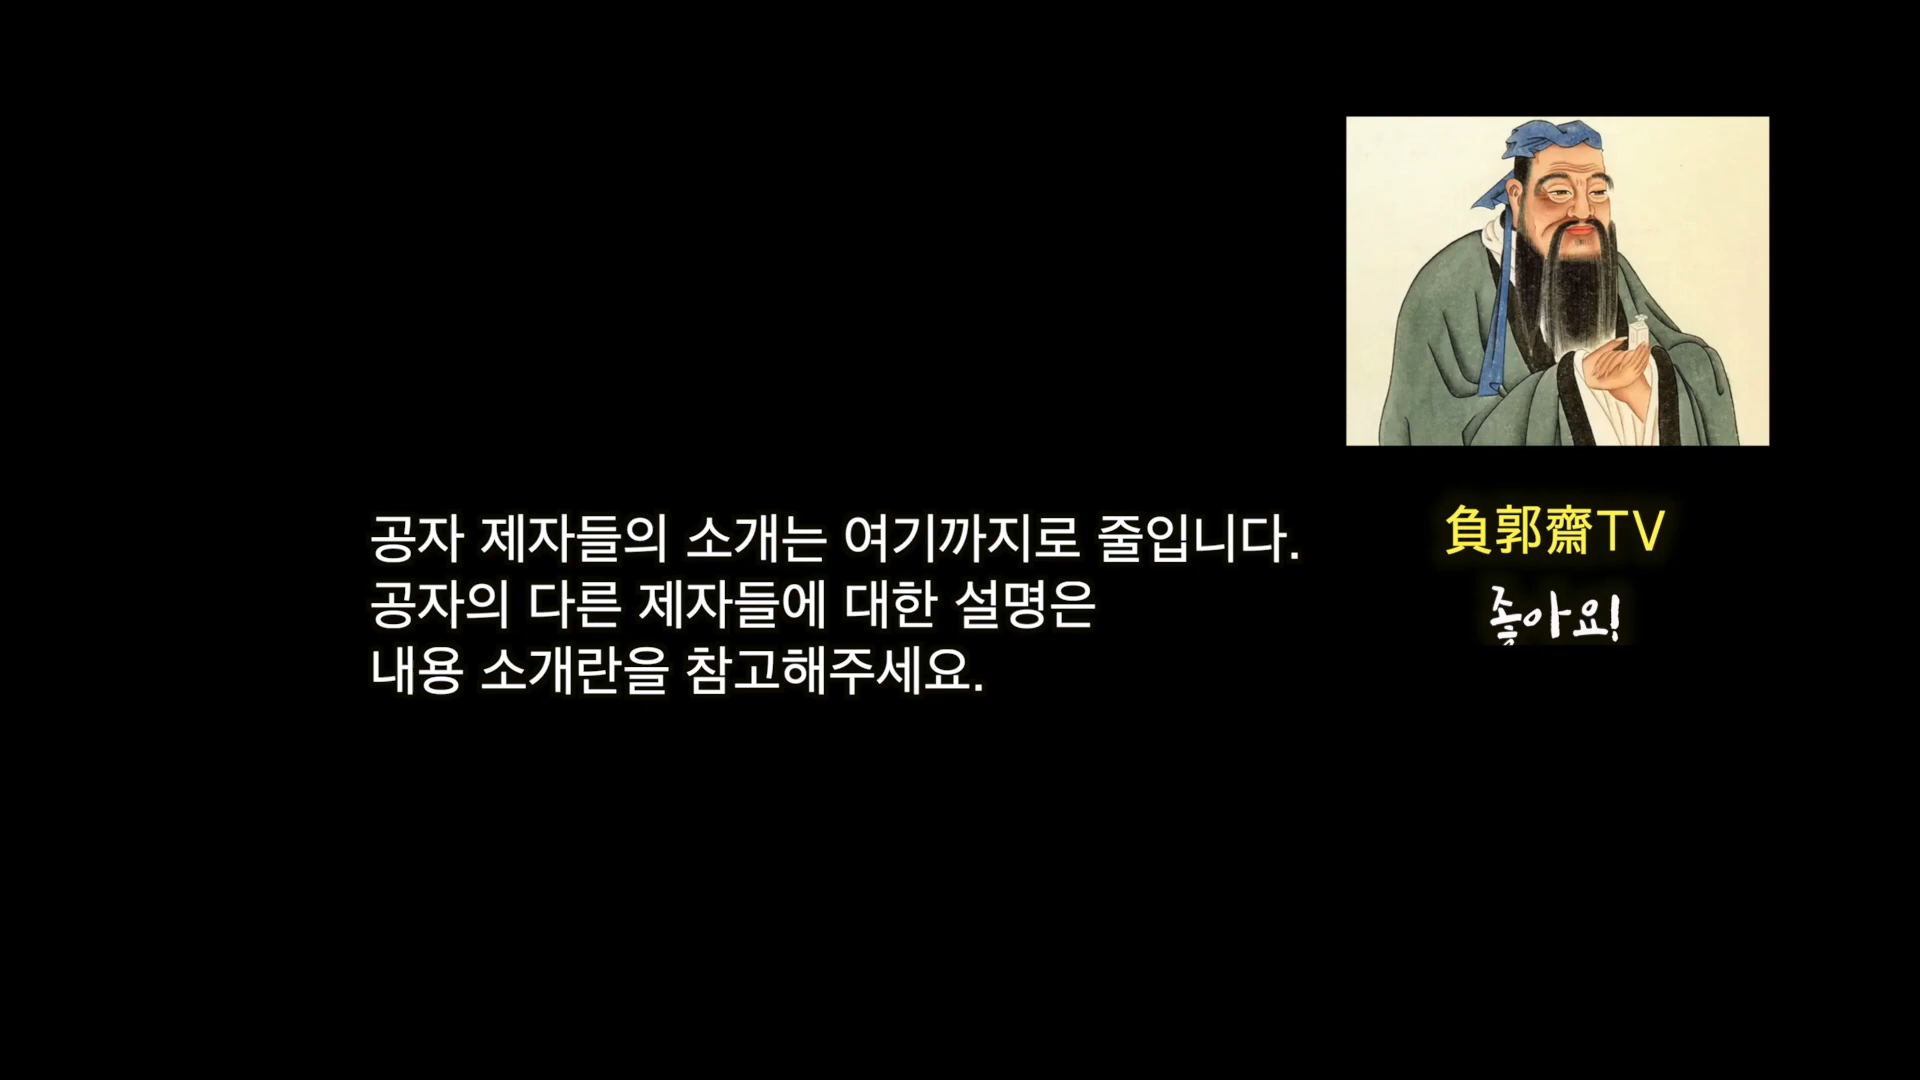 공자 제자들의 소개는 여기까지로 줄입니다.
공자의 다른 제자들에 대한 설명은
내용 소개란을 참고해주세요.
負郭齋TV
좋아요!